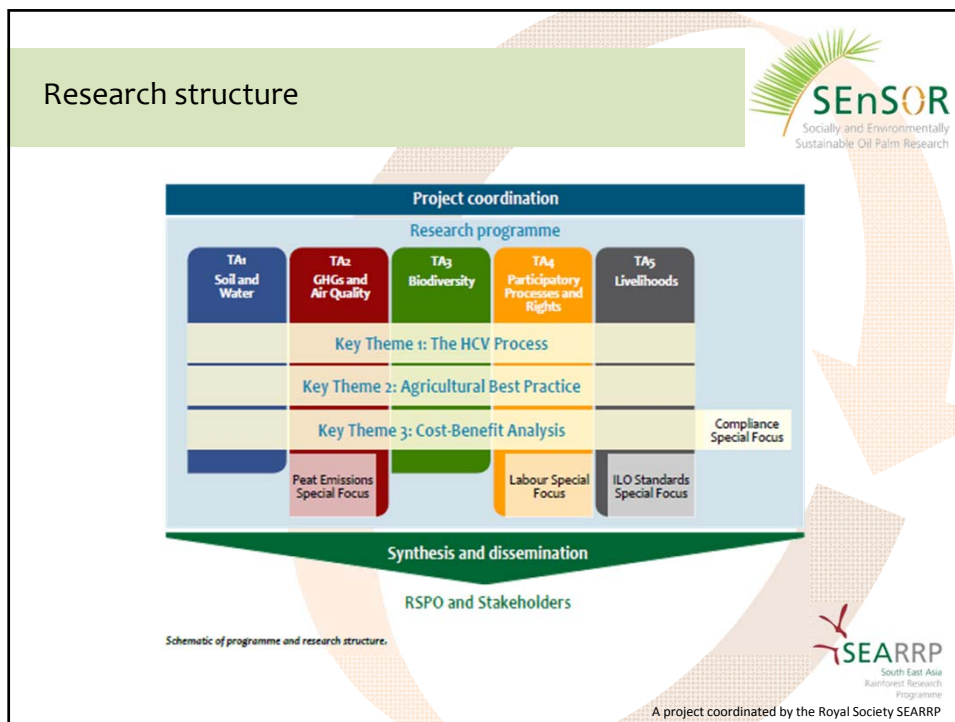 Research structure
SEnSOR
Socially and Environmentally
Sustainable Oil Palm Research
Project coordination
Research programme
TA1
Soil and
Water
TA2
GHGs and
Air Quality
TA3
Biodiversity
TA4
Participatory
Processes and
Rights
TA5
Livelihoods
Key Theme 1: The HCV Process
Key Theme 2: Agricultural Best Practice
Key Theme 3: Cost-Benefit Analysis
Compliance
Special Focus
Peat Emissions
Special Focus
Labour Special
Focus
ILO Standards
Special Focus
Synthesis and dissemination
RSPO and Stakeholders
Schematic of programme and research structure.
SEARRP
South East Asia
Rainforest Research
Programme
A project coordinated by the Royal Society SEARRP